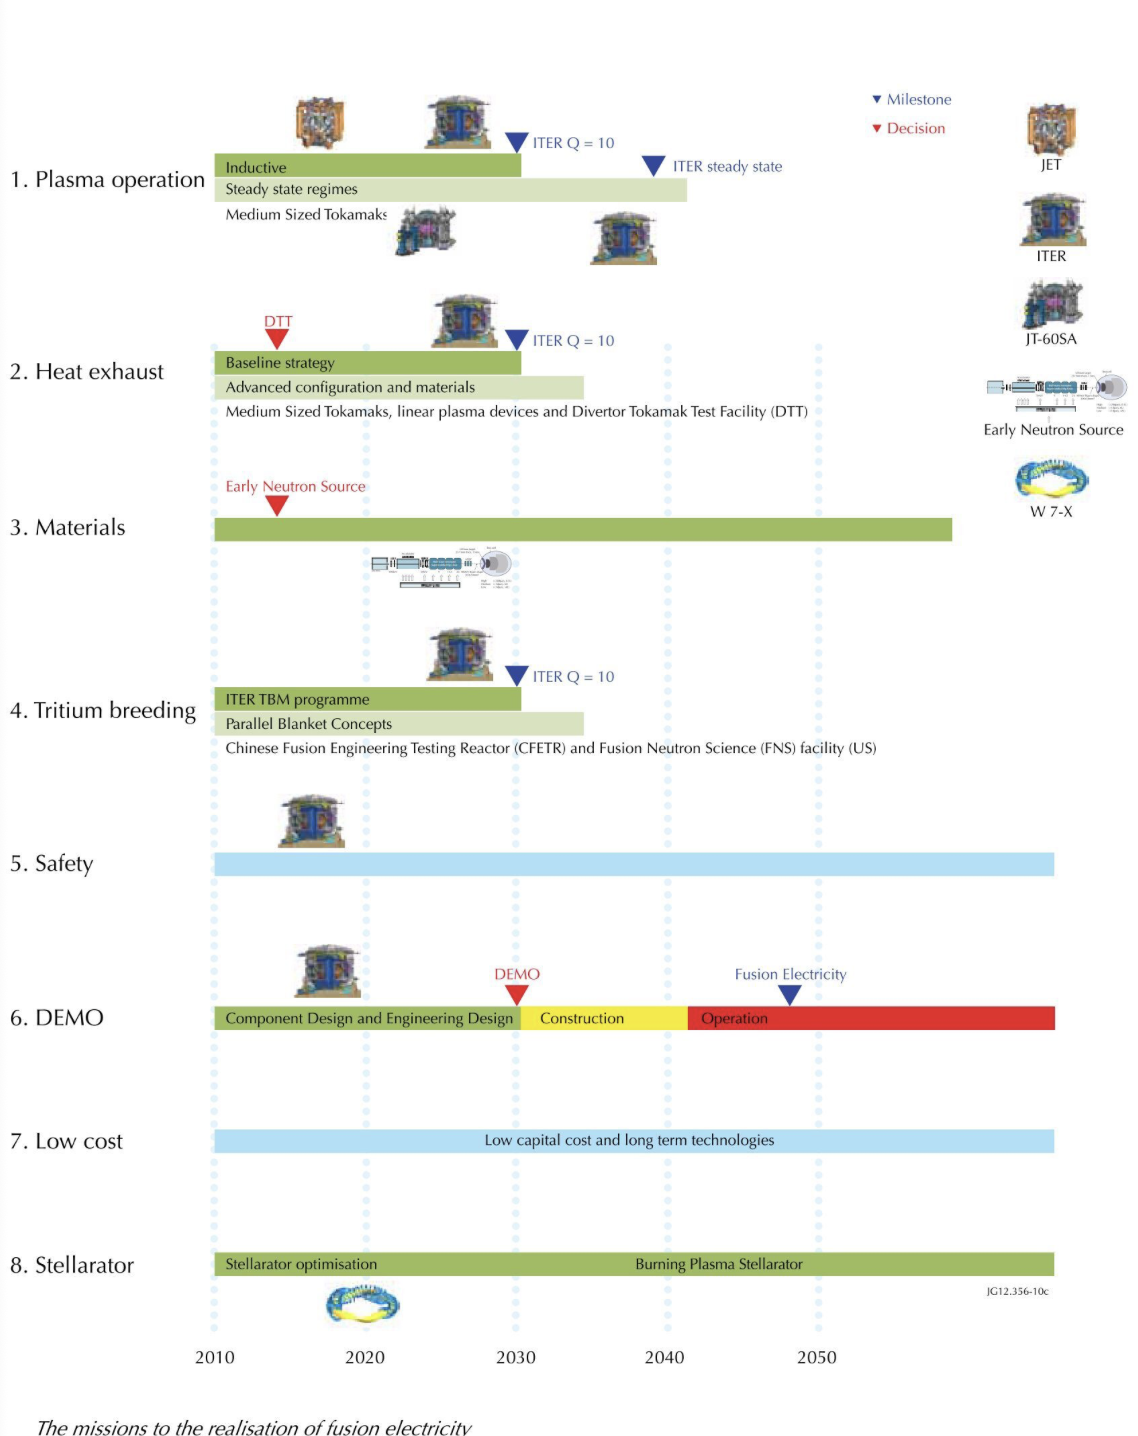 Milestone
Decision
JET
ITER
JT-60SA
Early Neutron Source
W 7-X
1. Plasma operation
ITER Q = 10
ITER steady state
Inductive
Steady state regimes
Medium Sized Tokamaks
2. Heat exhaust
DTT
ITER Q = 10
Baseline strategy
Advanced configuration and materials
Medium Sized Tokamaks, linear plasma devices and Divertor Tokamak Test Facility (DTT)
3. Materials
Early Neutron Source
4. Tritium breeding
ITER Q = 10
ITER TBM programme
Parallel Blanket Concepts
Chinese Fusion Engineering Testing Reactor (CFETR) and Fusion Neutron Science (FNS) facility (US)
5. Safety
6. DEMO
DEMO
Fusion Electricity
Component Design and Engineering Design
Construction
Operation
7. Low cost
Low capital cost and long term technologies
8. Stellarator
Stellarator optimisation
Burning Plasma Stellarator
JG12.356-10c
2010 2020 2030 2040 2050
The missions to the realisation of fusion electricity